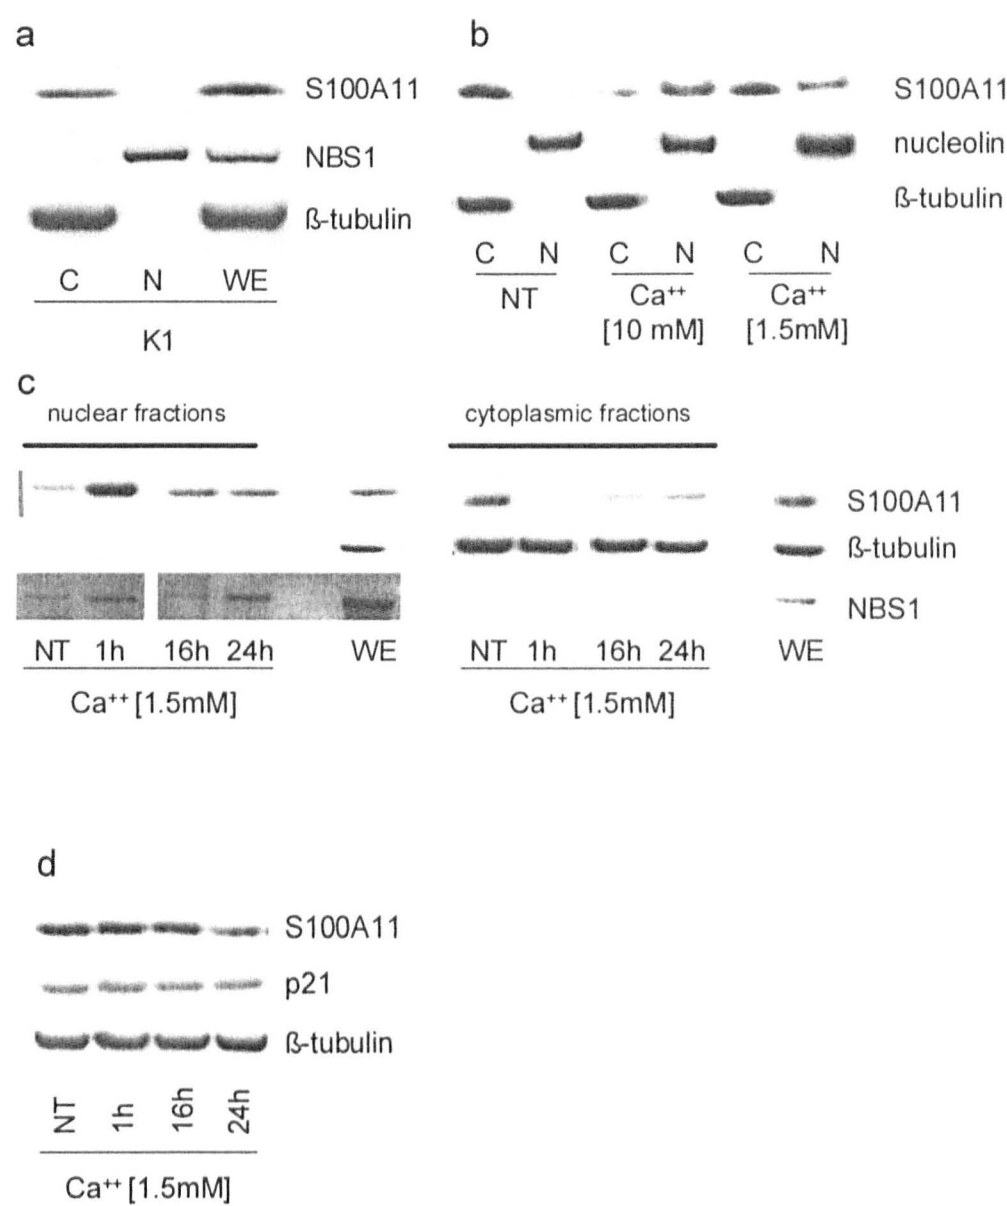 a
S100A11
NBS1
ß-tubulin
C N WE
K1
b
S100A11
nucleolin
ß-tubulin
C N C N C N
NT Ca⁺⁺ Ca⁺⁺
[10 mM] [1.5mM]
c
nuclear fractions
cytoplasmic fractions
S100A11
ß-tubulin
NBS1
NT 1h 16h 24h WE
Ca⁺⁺ [1.5mM]
NT 1h 16h 24h WE
Ca⁺⁺ [1.5mM]
d
S100A11
p21
ß-tubulin
NT 1h 16h 24h
Ca⁺⁺ [1.5mM]